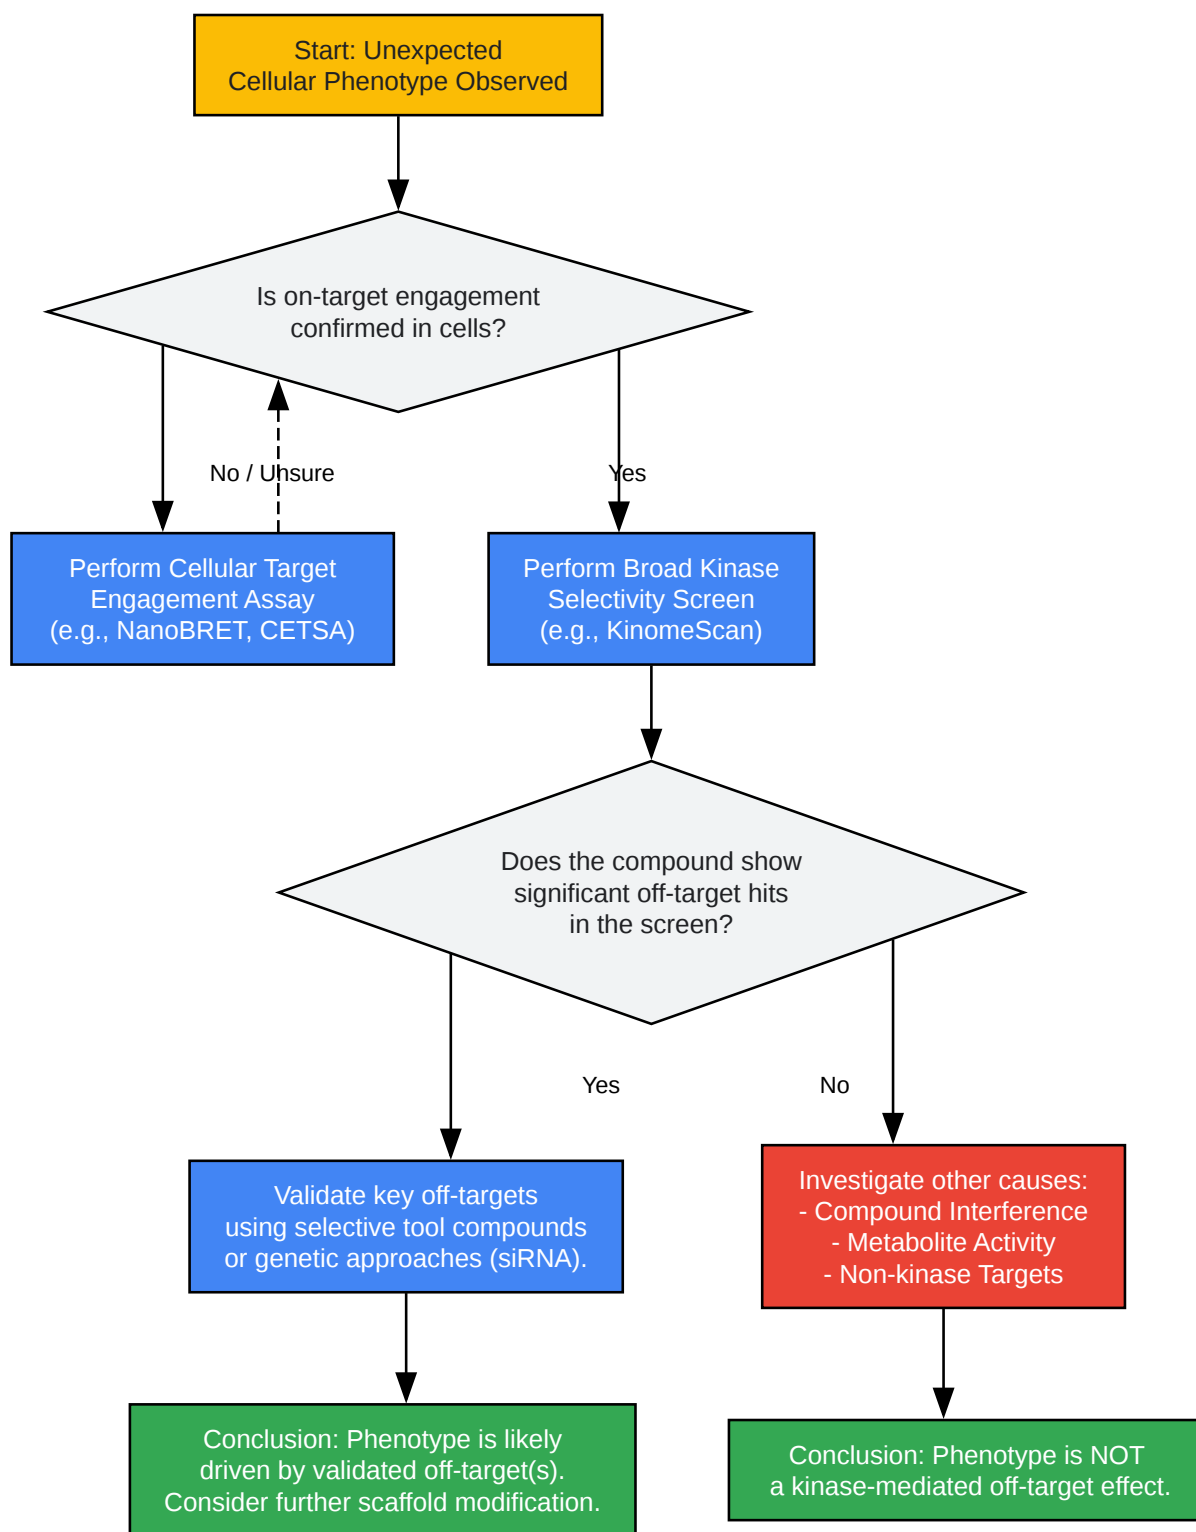 Start: Unexpected
Cellular Phenotype Observed
Is on-target engagement
confirmed in cells?
No / Unsure
Yes
Perform Cellular Target
Engagement Assay
(e.g., NanoBRET, CETSA)
Perform Broad Kinase
Selectivity Screen
(e.g., KinomeScan)
Does the compound show
significant off-target hits
in the screen?
Yes
No
Validate key off-targets
using selective tool compounds
or genetic approaches (siRNA).
Investigate other causes:
- Compound Interference
- Metabolite Activity
- Non-kinase Targets
Conclusion: Phenotype is likely
driven by validated off-target(s).
Consider further scaffold modification.
Conclusion: Phenotype is NOT
a kinase-mediated off-target effect.